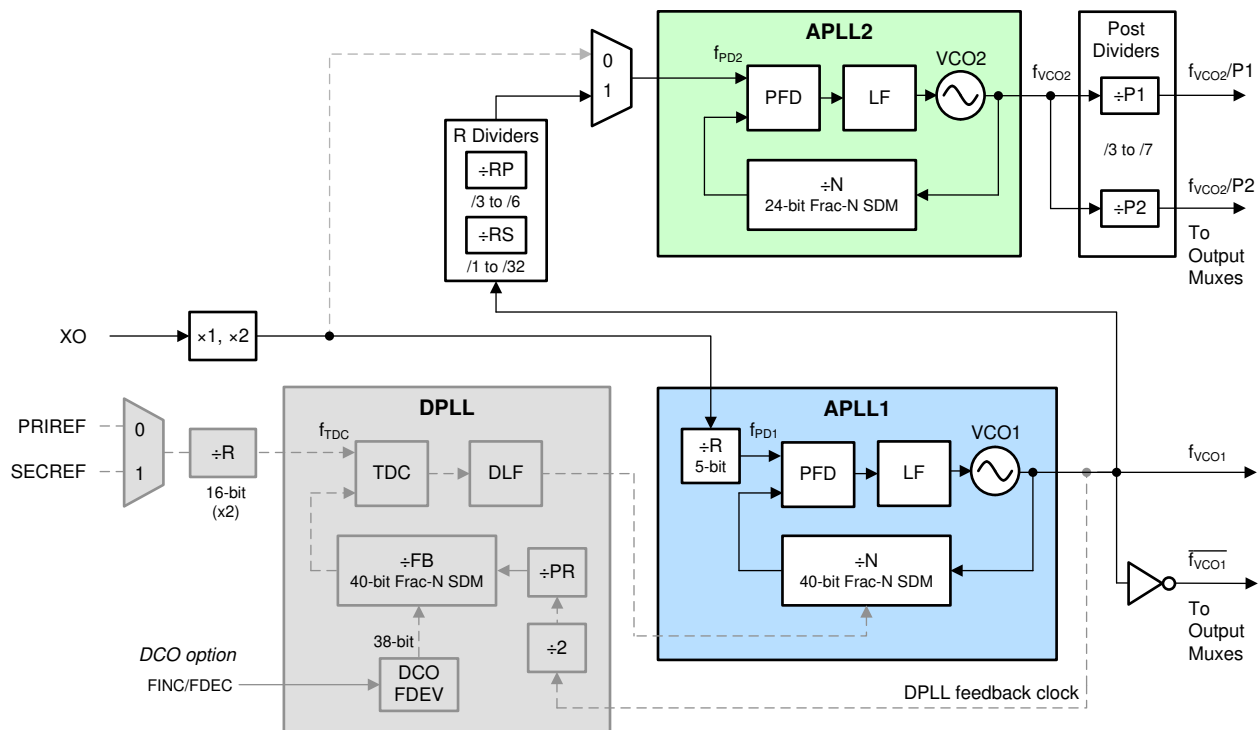 APLL2
VCO2
f_PD2
0
1
PFD
LF
÷N
24-bit Frac-N SDM
f_VCO2
Post
Dividers
÷P1
/3 to /7
÷P2
f_VCO2/P1
f_VCO2/P2
To
Output
Muxes
R Dividers
÷RP
/3 to /6
÷RS
/1 to /32
XO
×1, ×2
PRIREF
SECREF
0
1
÷R
16-bit
(x2)
DPLL
f_TDC
TDC
DLF
÷FB
40-bit Frac-N SDM
÷PR
÷2
38-bit
DCO
FDEV
DCO option
FINC/FDEC
APLL1
VCO1
÷R
5-bit
f_PD1
PFD
LF
÷N
40-bit Frac-N SDM
DPLL feedback clock
f_VCO1
f̅_V̅C̅O̅1̅
To
Output
Muxes